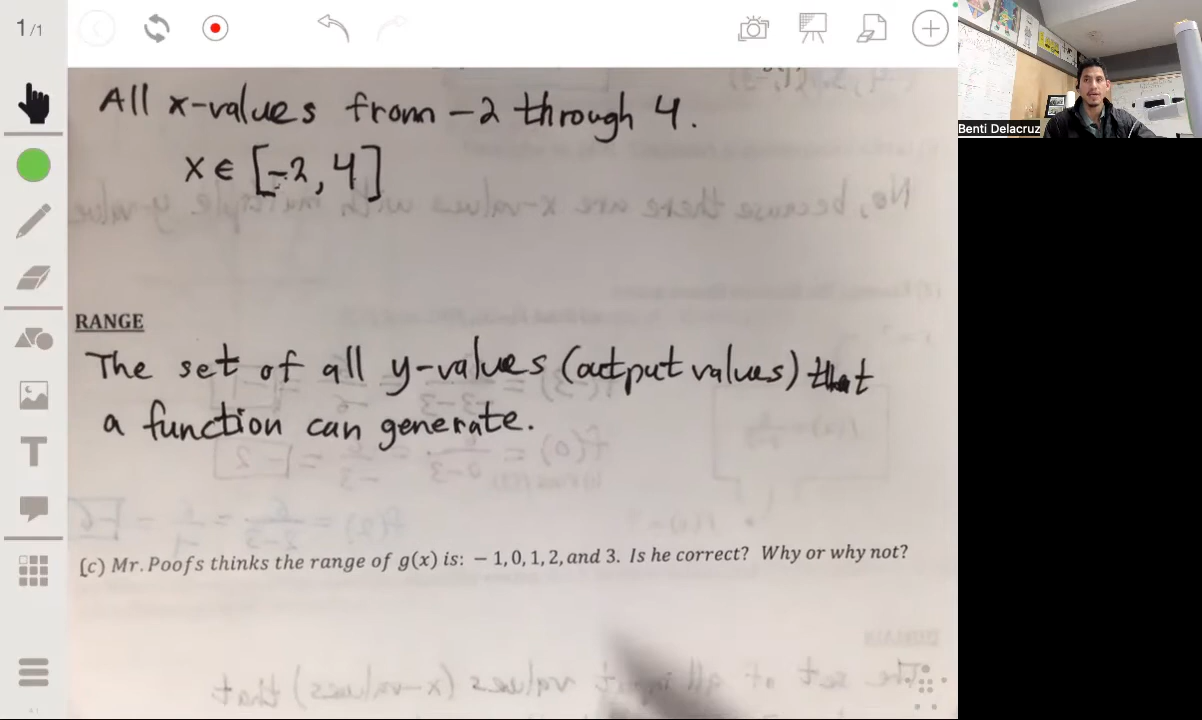 1/1
Benti Delacruz
All x-values from -2 through 4.
x ∈ [-2, 4]
RANGE
The set of all y-values (output values) that
a function can generate.
(c) Mr. Poofs thinks the range of g(x) is: − 1, 0, 1, 2, and 3. Is he correct? Why or why not?
T